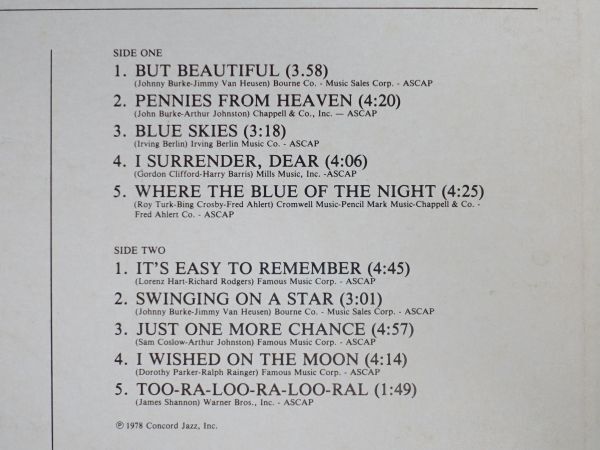 SIDE ONE
1. BUT BEAUTIFUL (3.58)
(Johnny Burke-Jimmy Van Heusen) Bourne Co. - Music Sales Corp. - ASCAP
2. PENNIES FROM HEAVEN (4:20)
(John Burke-Arthur Johnston) Chappell & Co., Inc. — ASCAP
3. BLUE SKIES (3:18)
(Irving Berlin) Irving Berlin Music Co. - ASCAP
4. I SURRENDER, DEAR (4:06)
(Gordon Clifford-Harry Barris) Mills Music, Inc. -ASCAP
5. WHERE THE BLUE OF THE NIGHT (4:25)
(Roy Turk-Bing Crosby-Fred Ahlert) Cromwell Music-Pencil Mark Music-Chappell & Co. -
Fred Ahlert Co. - ASCAP
SIDE TWO
1. IT'S EASY TO REMEMBER (4:45)
(Lorenz Hart-Richard Rodgers) Famous Music Corp. - ASCAP
2. SWINGING ON A STAR (3:01)
(Johnny Burke-Jimmy Van Heusen) Bourne Co. - Music Sales Corp. - ASCAP
3. JUST ONE MORE CHANCE (4:57)
(Sam Coslow-Arthur Johnston) Famous Music Corp. - ASCAP
4. I WISHED ON THE MOON (4:14)
(Dorothy Parker-Ralph Rainger) Famous Music Corp. - ASCAP
5. TOO-RA-LOO-RA-LOO-RAL (1:49)
(James Shannon) Warner Bros., Inc. - ASCAP
℗ 1978 Concord Jazz, Inc.